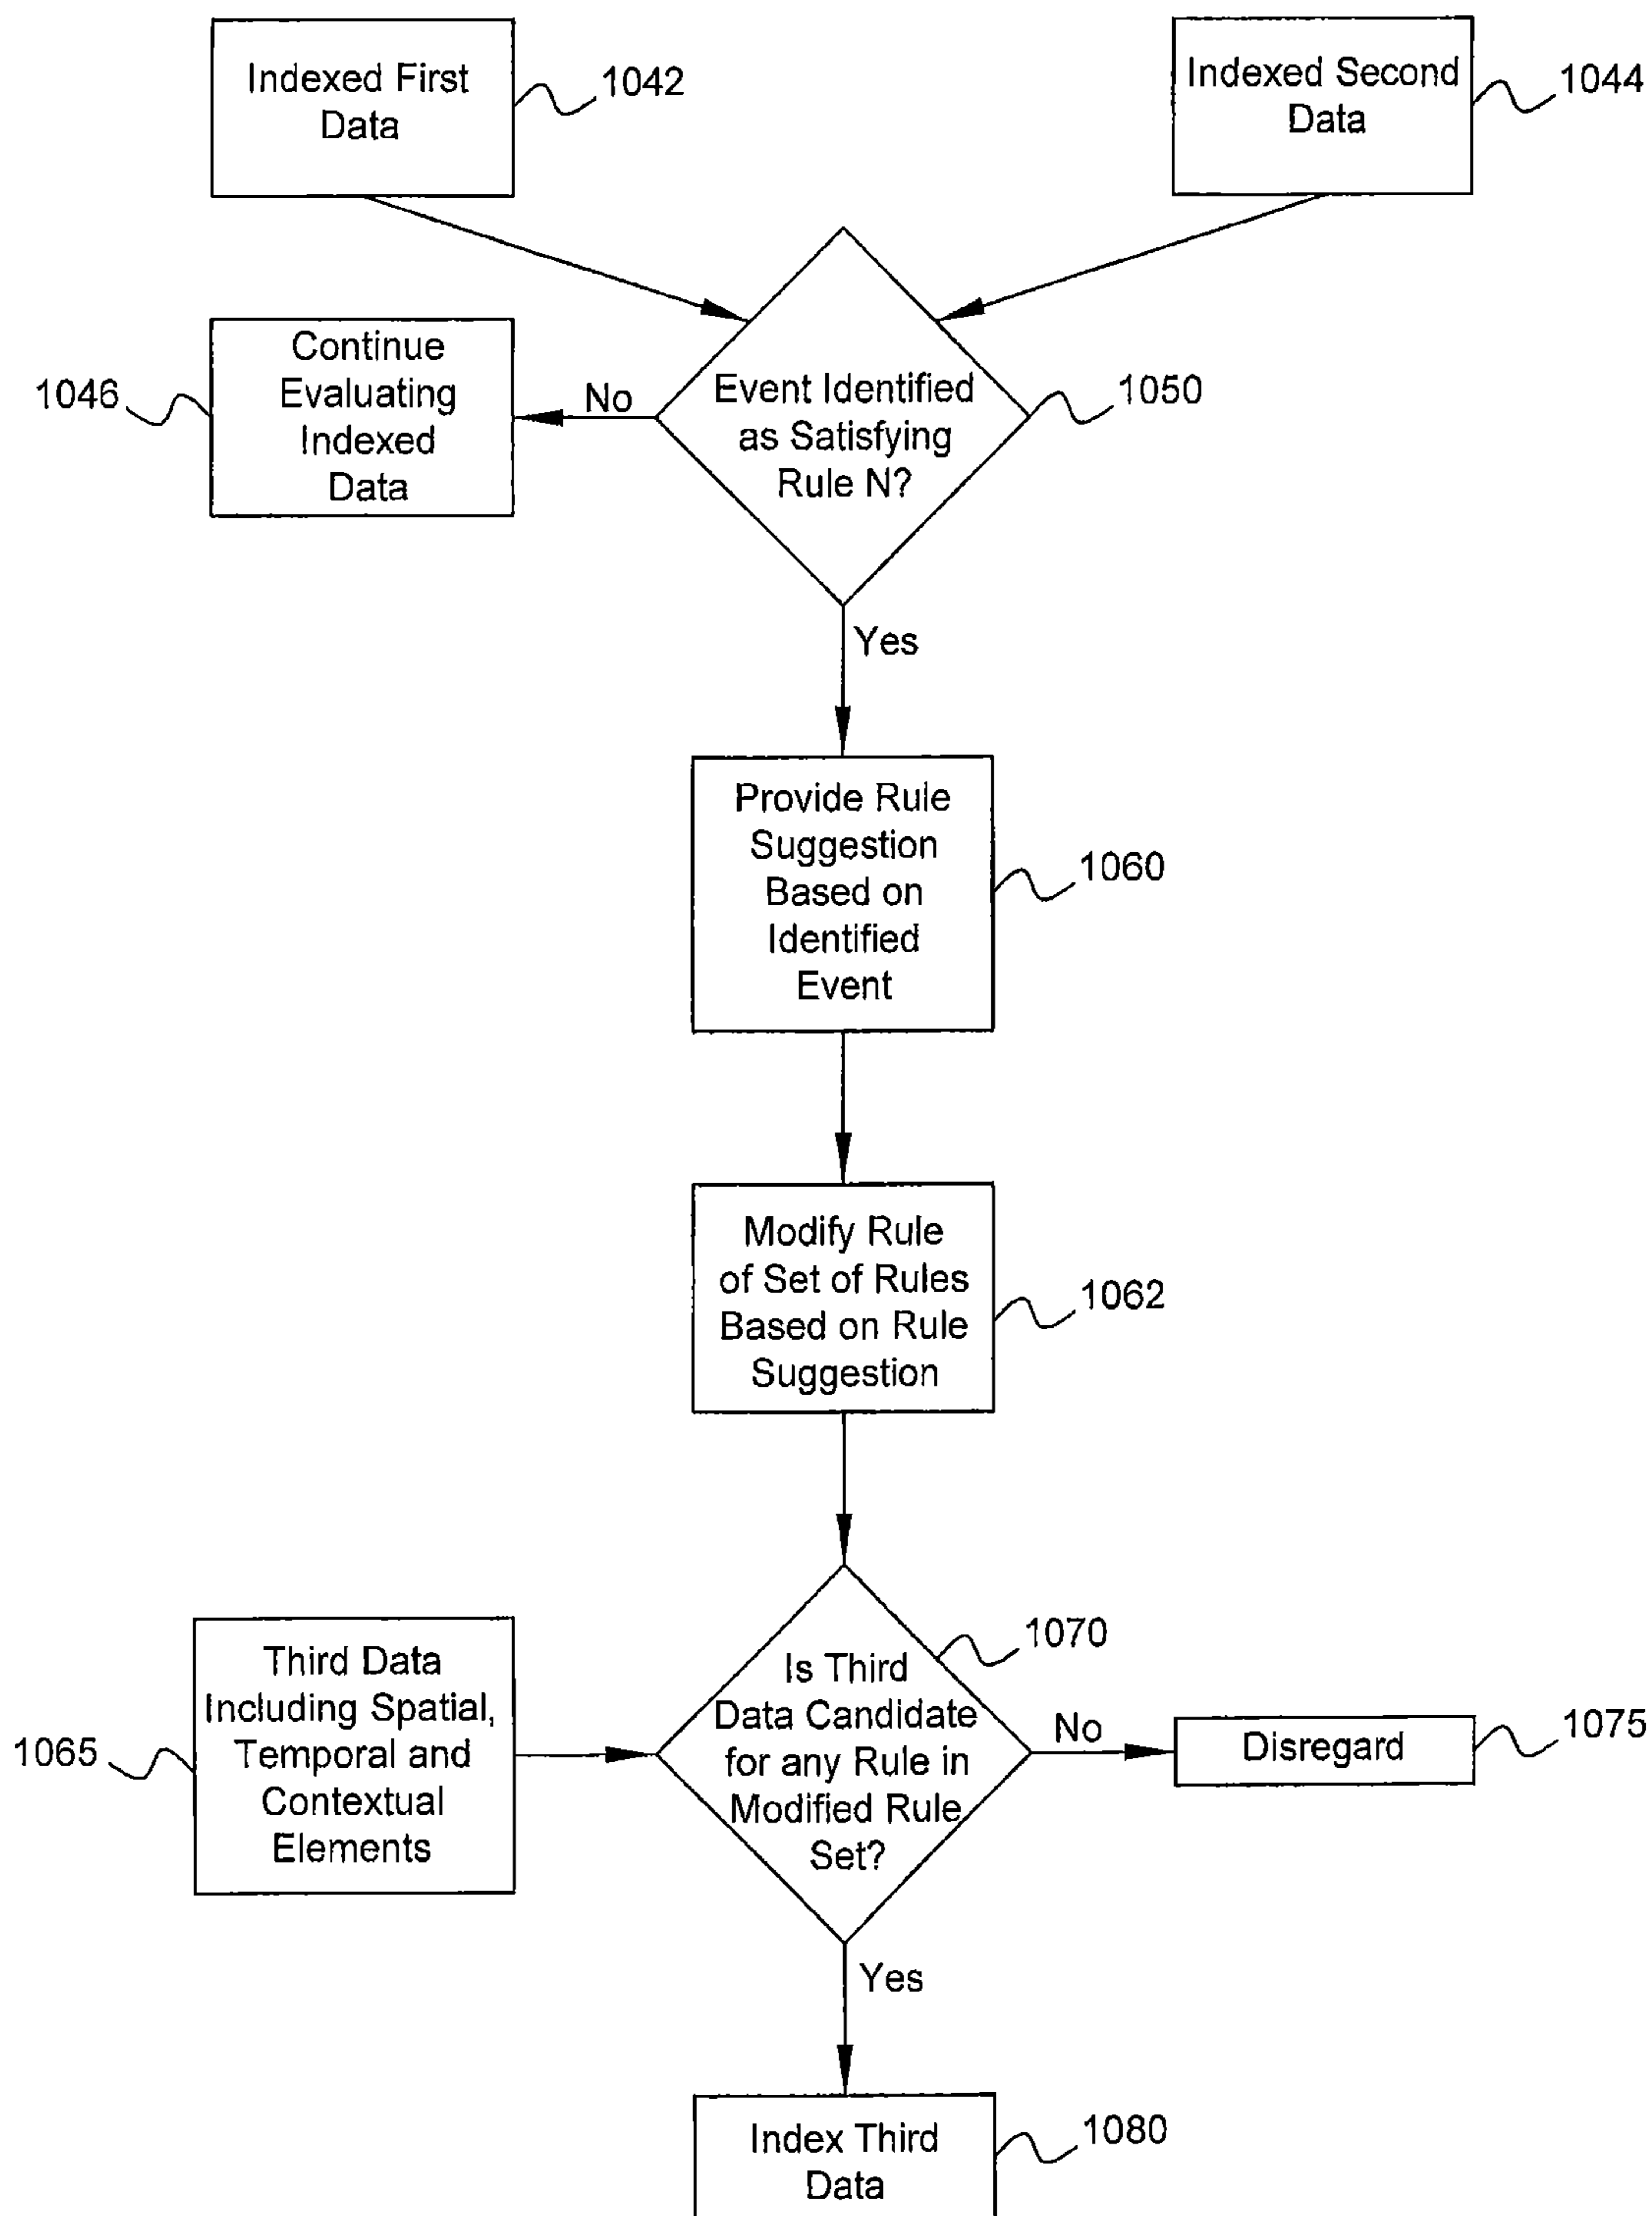 Indexed First
Data
1042
Indexed Second
Data
1044
Continue
Evaluating
Indexed
Data
1046
No
Event Identified
as Satisfying
Rule N?
1050
Yes
Provide Rule
Suggestion
Based on
Identified
Event
1060
Modify Rule
of Set of Rules
Based on Rule
Suggestion
1062
Third Data
Including Spatial,
Temporal and
Contextual
Elements
1065
Is Third
Data Candidate
for any Rule in
Modified Rule
Set?
1070
No
Disregard
1075
Yes
Index Third
Data
1080